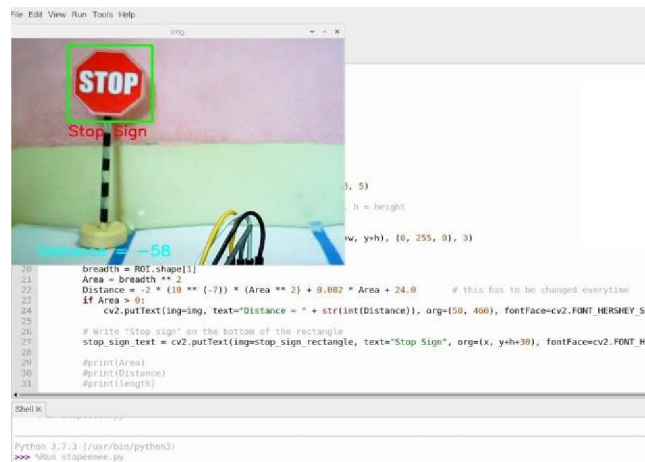 File Edit View Run Tools Help
img
STOP
Stop Sign
Distance = -58
3, 5)
h = height
+w, y+h), (0, 255, 0), 3)
20 breadth = ROI.shape[1]
21 Area = breadth ** 2
22 Distance = -2 * (10 ** (-7)) * (Area ** 2) + 0.002 * Area + 24.0 # this has to be changed everytime
23 if Area > 0:
24 cv2.putText(img=img, text="Distance = " + str(int(Distance)), org=(50, 460), fontFace=cv2.FONT_HERSHEY_S
25
26 # Write "Stop sign" on the bottom of the rectangle
27 stop_sign_text = cv2.putText(img=stop_sign_rectangle, text="Stop Sign", org=(x, y+h+30), fontFace=cv2.FONT_H
28
29 #print(Area)
30 #print(Distance)
31 #print(length)
Shell
Python 3.7.3 (/usr/bin/python3)
>>> %Run stopeeeee.py